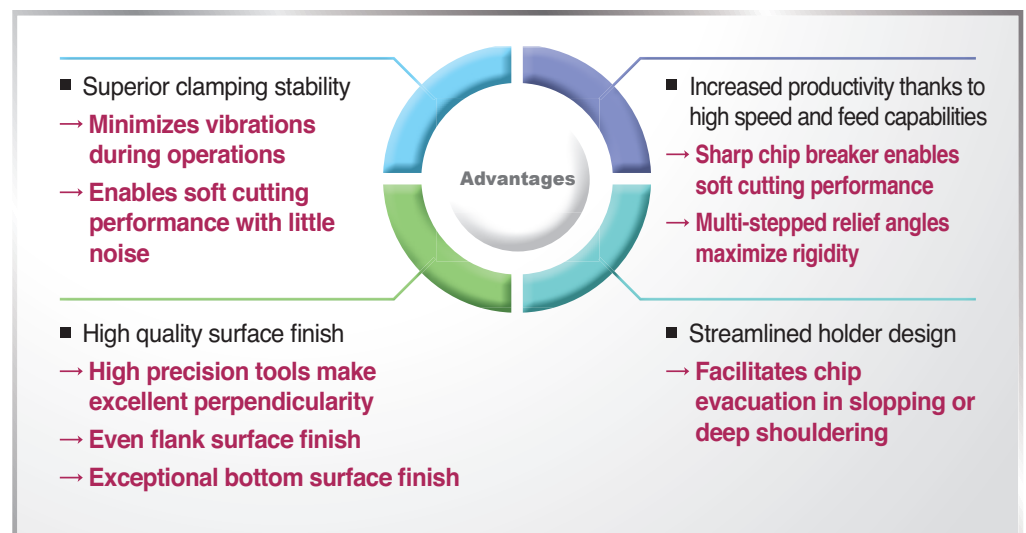 ■ Superior clamping stability
→ Minimizes vibrations
during operations
→ Enables soft cutting
performance with little
noise
Advantages
■ Increased productivity thanks to
high speed and feed capabilities
→ Sharp chip breaker enables
soft cutting performance
→ Multi-stepped relief angles
maximize rigidity
■ High quality surface finish
→ High precision tools make
excellent perpendicularity
→ Even flank surface finish
→ Exceptional bottom surface finish
■ Streamlined holder design
→ Facilitates chip
evacuation in slopping or
deep shouldering